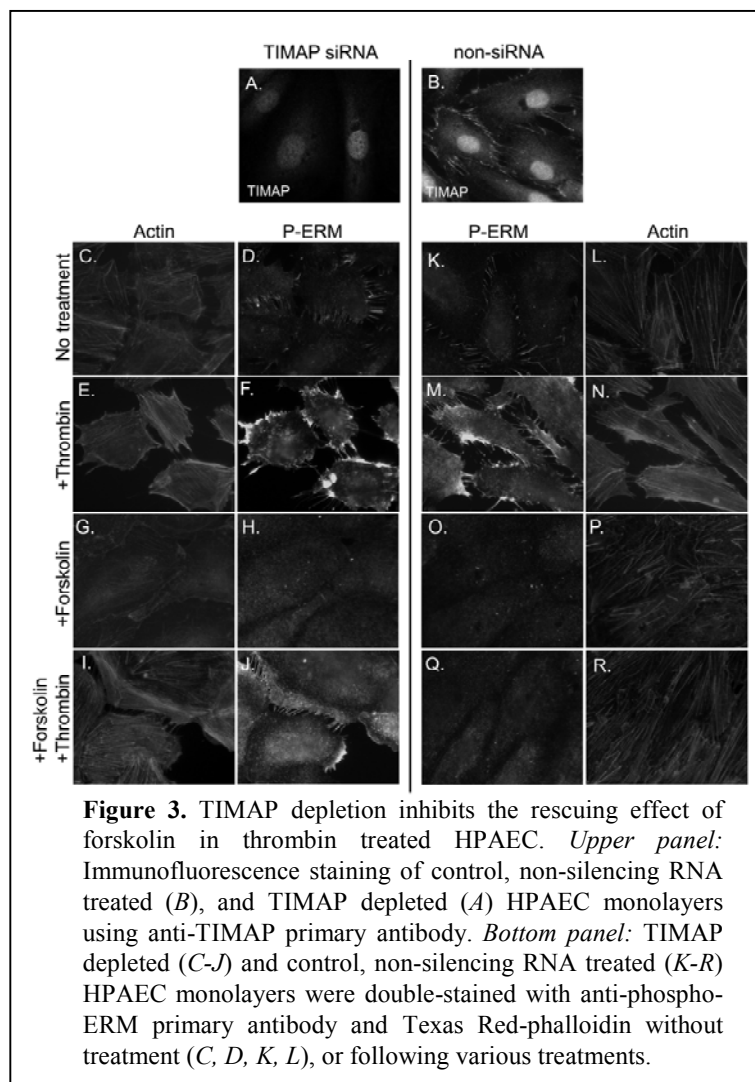 TIMAP siRNA non-siRNA
A. B.
TIMAP TIMAP
Actin P-ERM P-ERM Actin
No treatment C. D. K. L.
+Thrombin E. F. M. N.
+Forskolin G. H. O. P.
+Forskolin
+Thrombin I. J. Q. R.
Figure 3. TIMAP depletion inhibits the rescuing effect of
forskolin in thrombin treated HPAEC. Upper panel:
Immunofluorescence staining of control, non-silencing RNA
treated (B), and TIMAP depleted (A) HPAEC monolayers
using anti-TIMAP primary antibody. Bottom panel: TIMAP
depleted (C-J) and control, non-silencing RNA treated (K-R)
HPAEC monolayers were double-stained with anti-phospho-
ERM primary antibody and Texas Red-phalloidin without
treatment (C, D, K, L), or following various treatments.